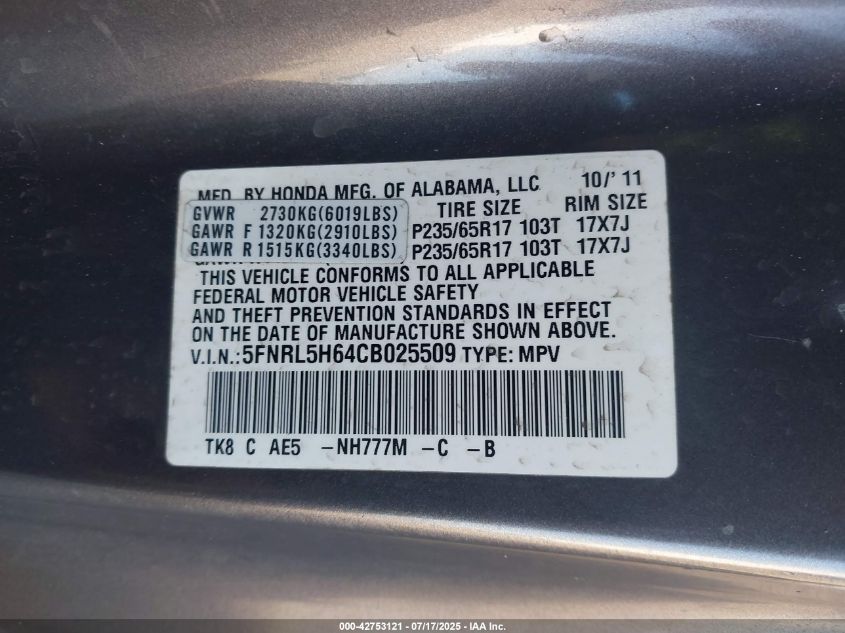 MFD. BY HONDA MFG. OF ALABAMA, LLC 10/'11
GVWR 2730KG(6019LBS) TIRE SIZE RIM SIZE
GAWR F 1320KG(2910LBS) P235/65R17 103T 17X7J
GAWR R 1515KG(3340LBS) P235/65R17 103T 17X7J
THIS VEHICLE CONFORMS TO ALL APPLICABLE
FEDERAL MOTOR VEHICLE SAFETY
AND THEFT PREVENTION STANDARDS IN EFFECT
ON THE DATE OF MANUFACTURE SHOWN ABOVE.
V.I.N.:5FNRL5H64CB025509 TYPE: MPV
TK8 C AE5 -NH777M -C -B
000-42753121 - 07/17/2025 - IAA Inc.